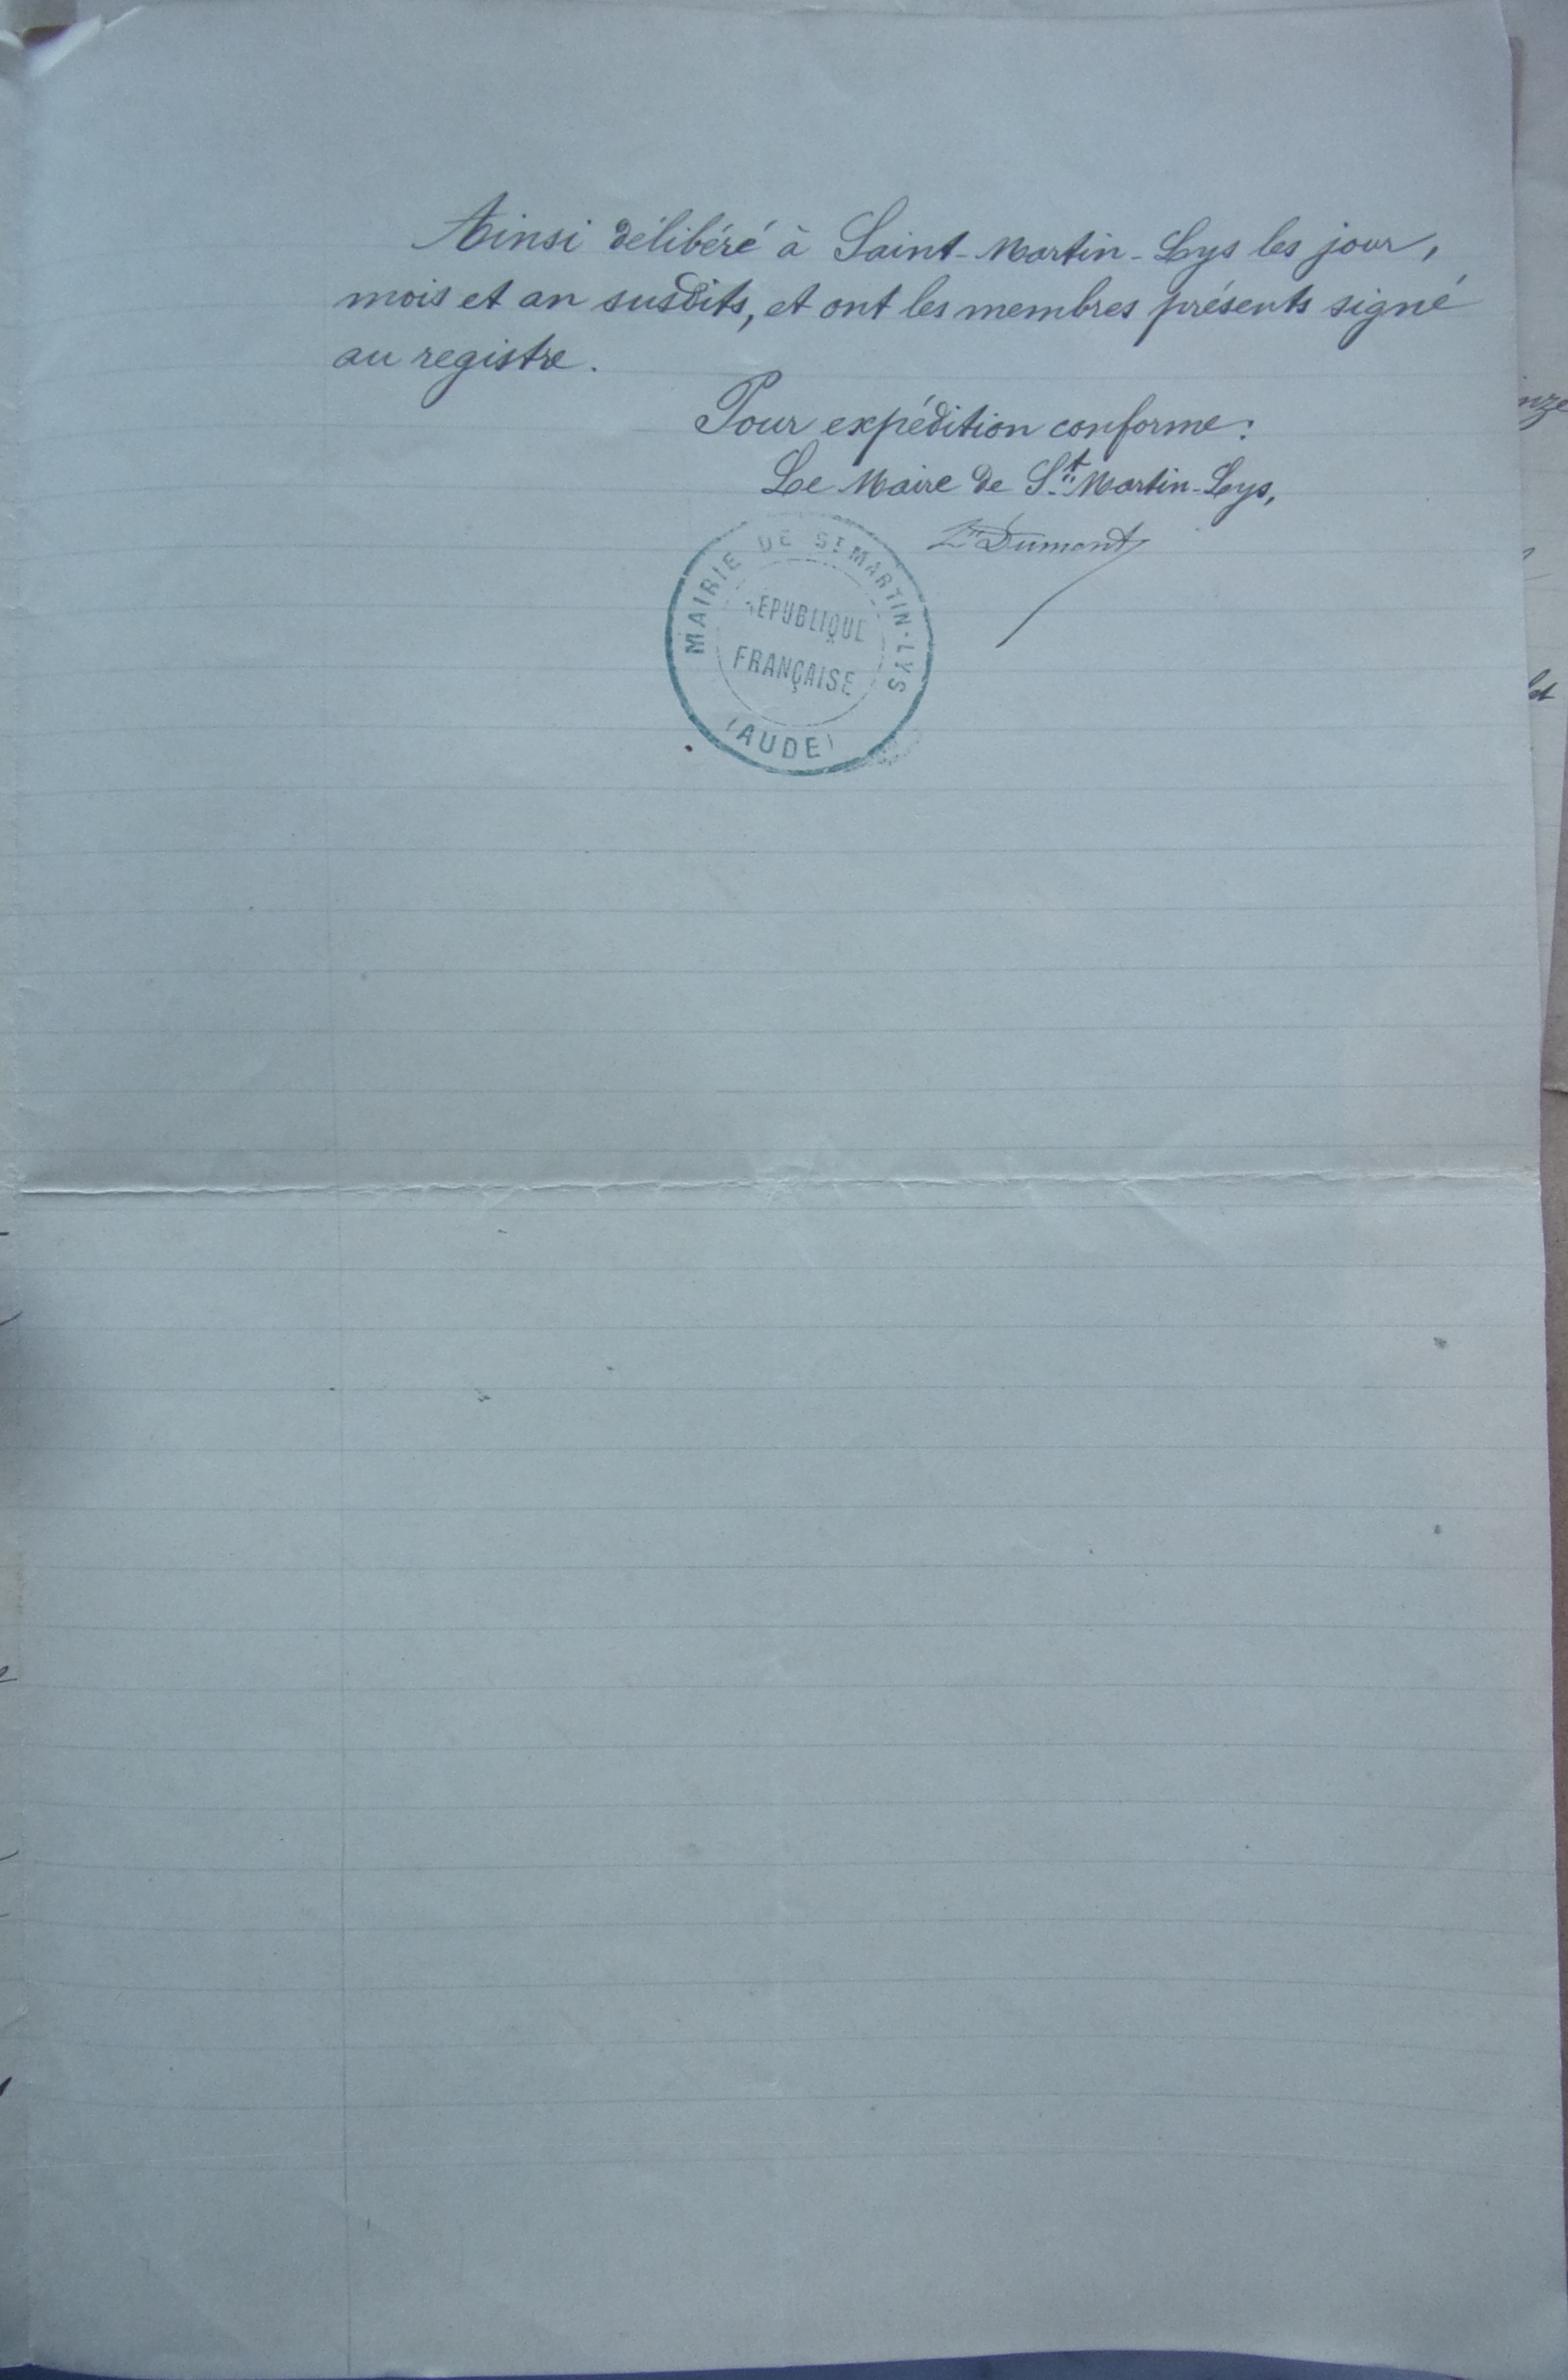 Ainsi délibéré à Saint-Martin-Lys les jour,
mois et an susdits, et ont les membres présents signé
au registre.
Pour expédition conforme:
Le Maire de St Martin-Lys,
Dumont
MAIRIE DE ST MARTIN-LYS
RÉPUBLIQUE
FRANÇAISE
(AUDE)